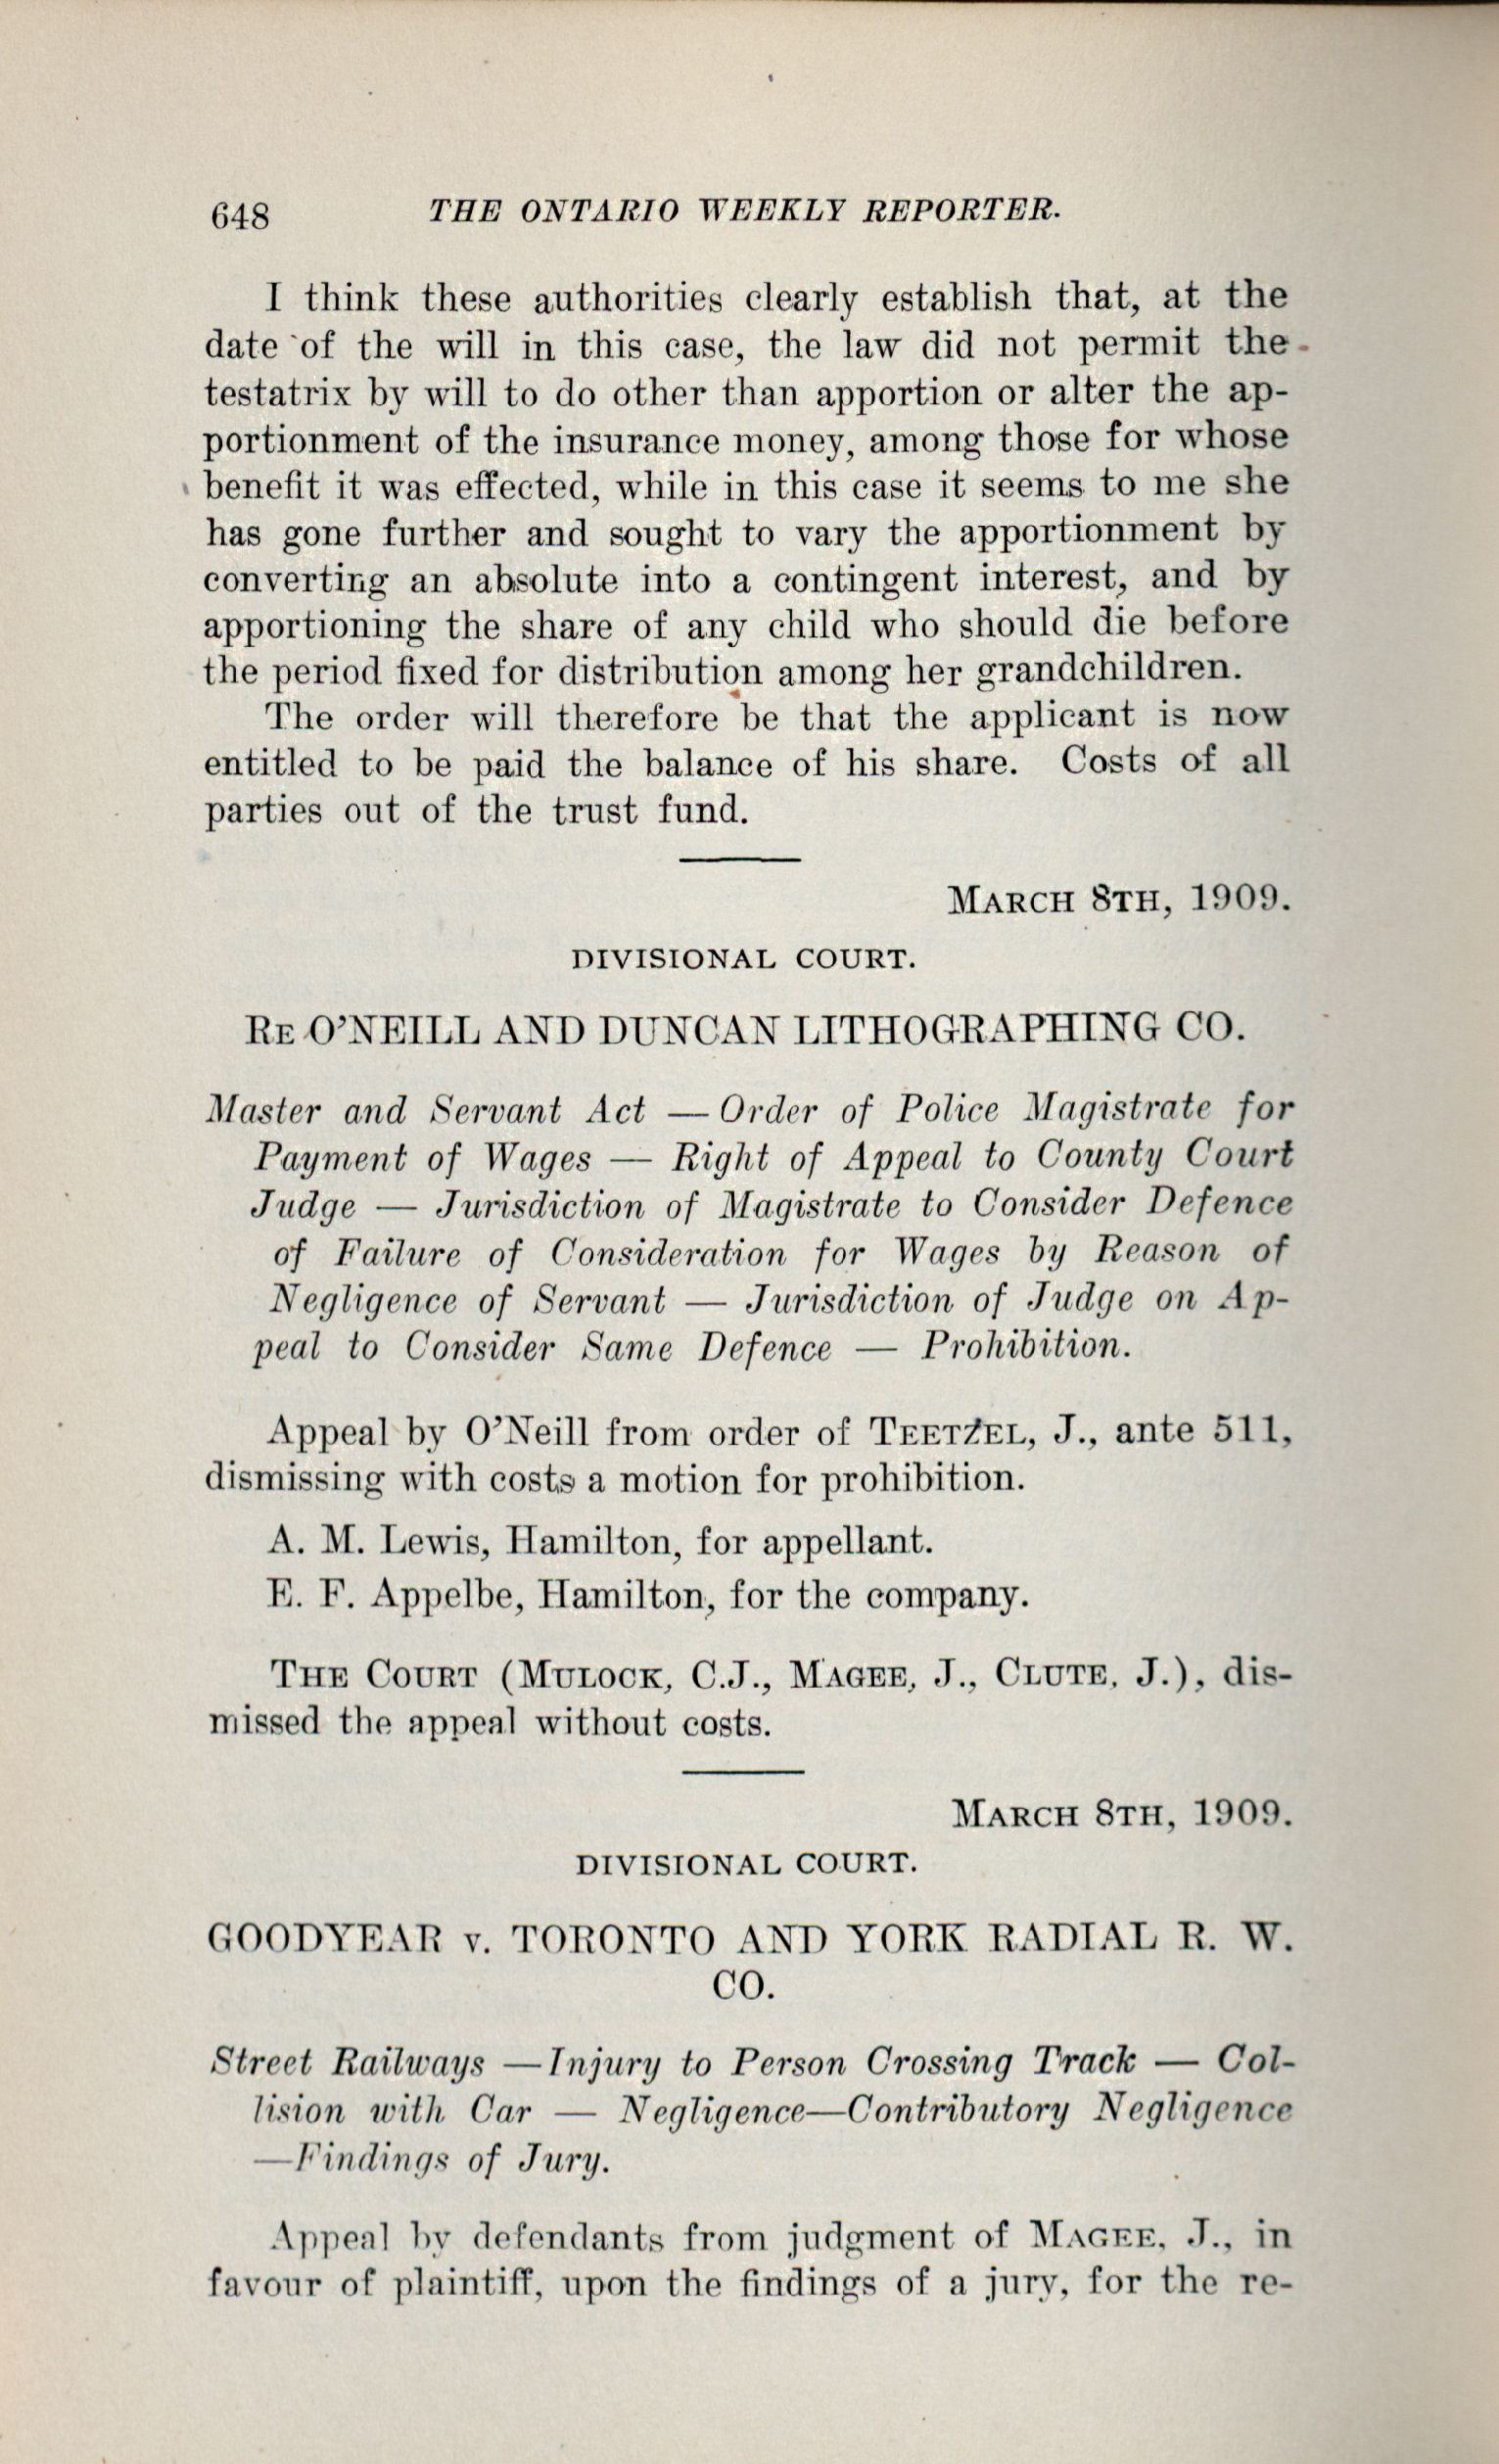 648 THE ONTARIO WEEKLY REPORTER.
I think these authorities clearly establish that, at the
date of the will in this case, the law did not permit the
testatrix by will to do other than apportion or alter the ap-
portionment of the insurance money, among those for whose
benefit it was effected, while in this case it seems to me she
has gone further and sought to vary the apportionment by
converting an absolute into a contingent interest, and by
apportioning the share of any child who should die before
the period fixed for distribution among her grandchildren.
The order will therefore be that the applicant is now
entitled to be paid the balance of his share. Costs of all
parties out of the trust fund.
MARCH 8TH, 1909.
DIVISIONAL COURT.
RE O'NEILL AND DUNCAN LITHOGRAPHING CO.
Master and Servant Act — Order of Police Magistrate for
Payment of Wages — Right of Appeal to County Court
Judge — Jurisdiction of Magistrate to Consider Defence
of Failure of Consideration for Wages by Reason of
Negligence of Servant — Jurisdiction of Judge on Ap-
peal to Consider Same Defence — Prohibition.
Appeal by O'Neill from order of TEETZEL, J., ante 511,
dismissing with costs a motion for prohibition.
A. M. Lewis, Hamilton, for appellant.
E. F. Appelbe, Hamilton, for the company.
THE COURT (MULOCK, C.J., MAGEE, J., CLUTE, J.), dis-
missed the appeal without costs.
MARCH 8TH, 1909.
DIVISIONAL COURT.
GOODYEAR v. TORONTO AND YORK RADIAL R. W.
CO.
Street Railways — Injury to Person Crossing Track — Col-
lision with Car — Negligence—Contributory Negligence
—Findings of Jury.
Appeal by defendants from judgment of MAGEE, J., in
favour of plaintiff, upon the findings of a jury, for the re-